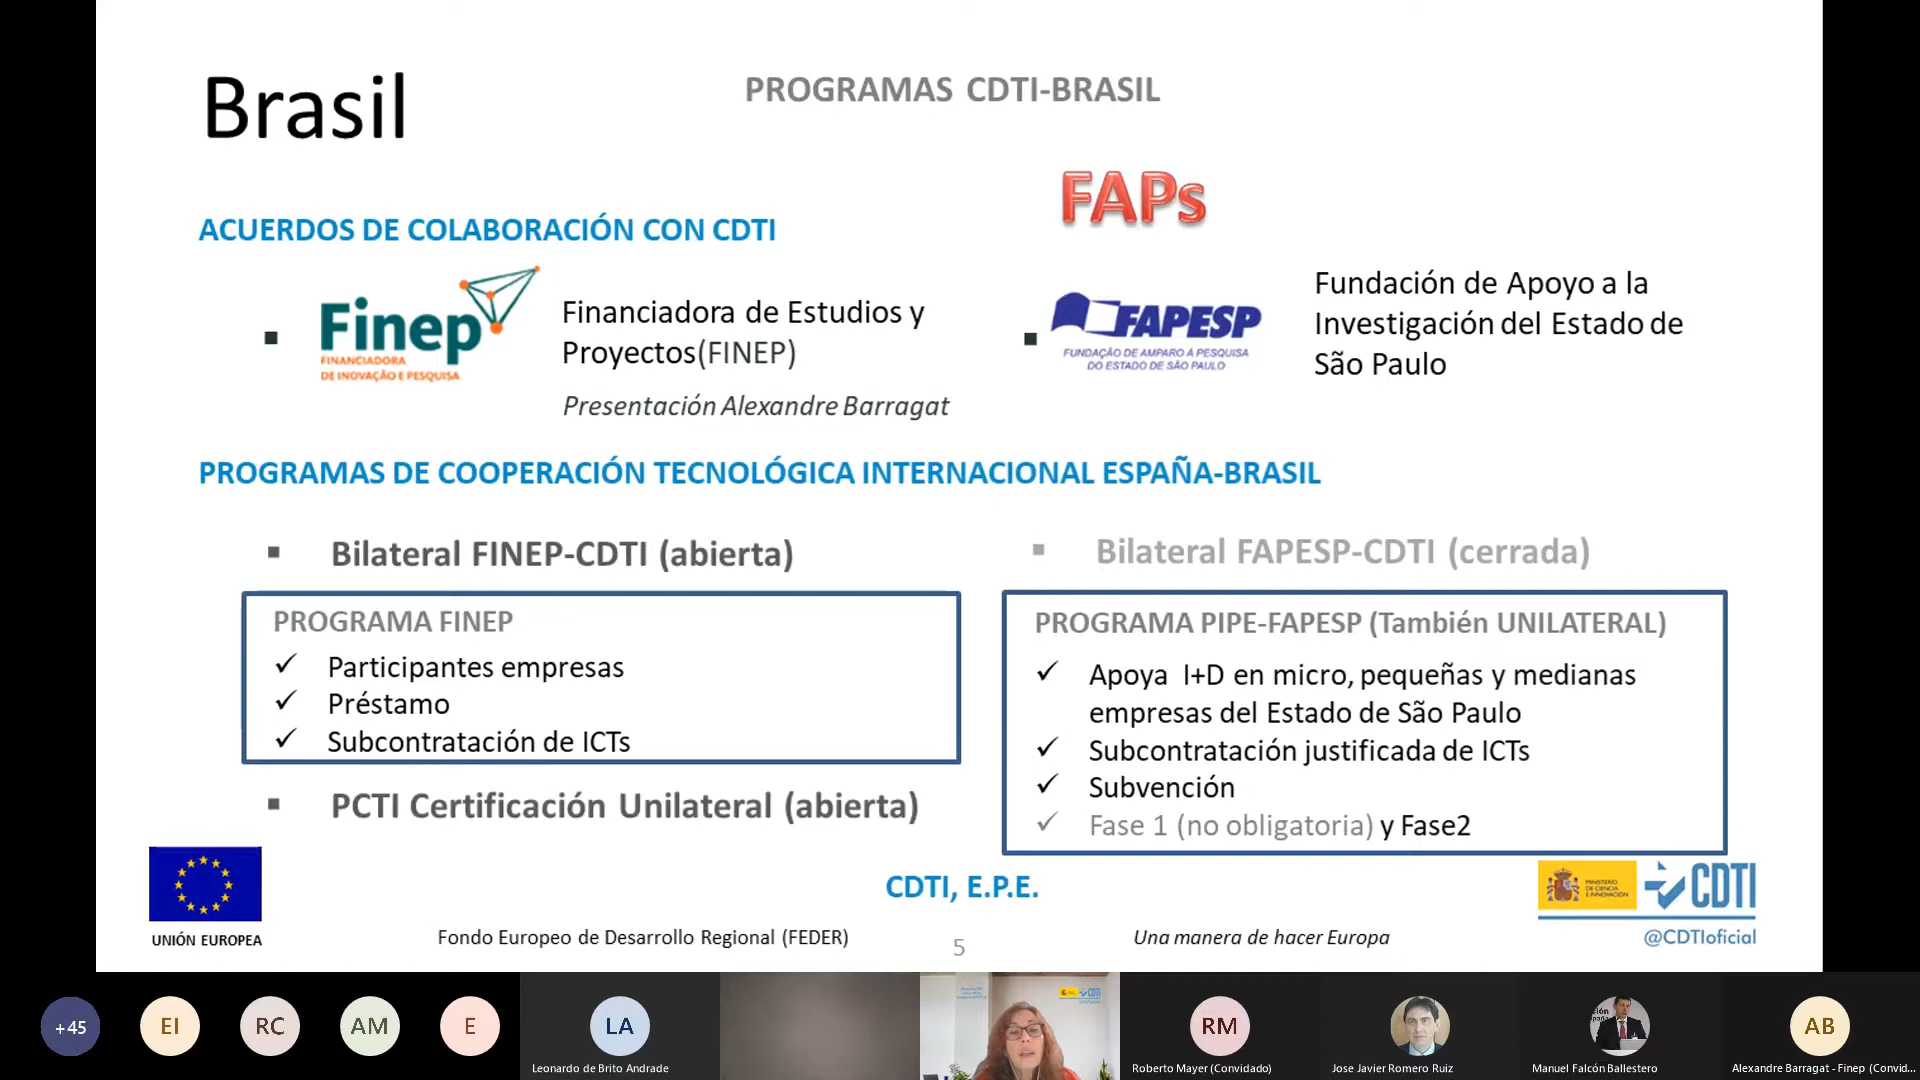 Brasil
PROGRAMAS CDTI-BRASIL
FAPs
ACUERDOS DE COLABORACIÓN CON CDTI
Finep
FINANCIADORA
DE INOVAÇÃO E PESQUISA
Financiadora de Estudios y
Proyectos(FINEP)
Presentación Alexandre Barragat
FAPESP
FUNDAÇÃO DE AMPARO À PESQUISA
DO ESTADO DE SÃO PAULO
Fundación de Apoyo a la
Investigación del Estado de
São Paulo
PROGRAMAS DE COOPERACIÓN TECNOLÓGICA INTERNACIONAL ESPAÑA-BRASIL
Bilateral FINEP-CDTI (abierta)
PROGRAMA FINEP
Participantes empresas
Préstamo
Subcontratación de ICTs
PCTI Certificación Unilateral (abierta)
Bilateral FAPESP-CDTI (cerrada)
PROGRAMA PIPE-FAPESP (También UNILATERAL)
Apoya I+D en micro, pequeñas y medianas
empresas del Estado de São Paulo
Subcontratación justificada de ICTs
Subvención
Fase 1 (no obligatoria) y Fase2
UNIÓN EUROPEA
CDTI, E.P.E.
Fondo Europeo de Desarrollo Regional (FEDER)
5
Una manera de hacer Europa
MINISTERIO
DE CIENCIA
E INNOVACIÓN
CDTI
@CDTIoficial
+45
EI
RC
AM
E
LA
Leonardo de Brito Andrade
RM
Roberto Mayer (Convidado)
Jose Javier Romero Ruiz
Manuel Falcón Ballestero
AB
Alexandre Barragat - Finep (Convid...